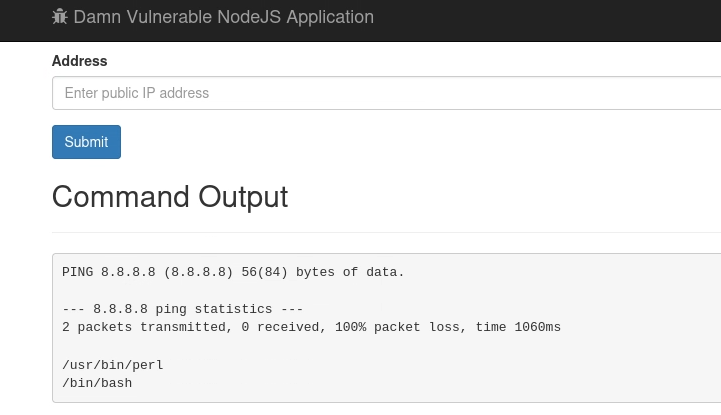 Damn Vulnerable NodeJS Application
Address
Enter public IP address
Submit
Command Output
PING 8.8.8.8 (8.8.8.8) 56(84) bytes of data.
--- 8.8.8.8 ping statistics ---
2 packets transmitted, 0 received, 100% packet loss, time 1060ms
/usr/bin/perl
/bin/bash